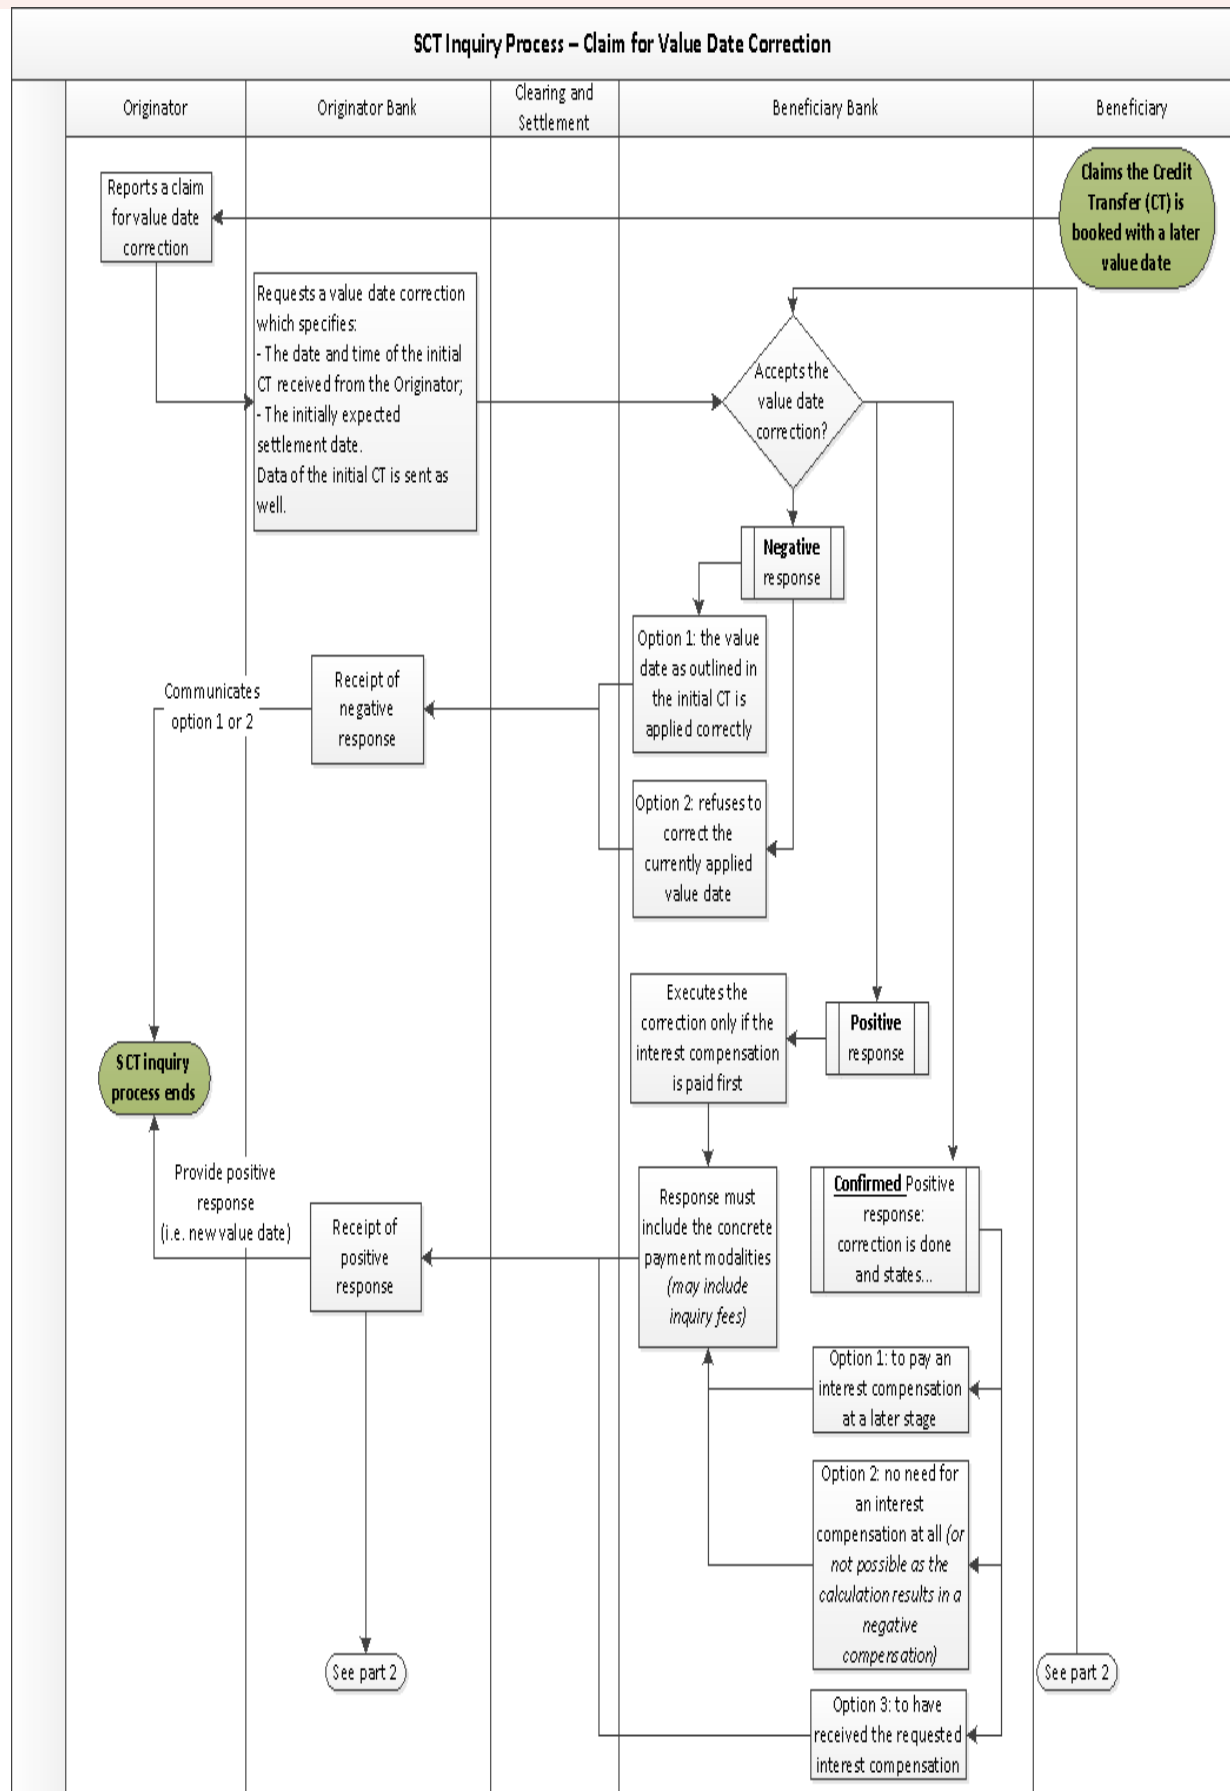 SCT Inquiry Process – Claim for Value Date Correction
Originator
Originator Bank
Clearing and
Settlement
Beneficiary Bank
Beneficiary
Claims the Credit
Transfer (CT) is
booked with a later
value date
Reports a claim
for value date
correction
Requests a value date correction
which specifies:
- The date and time of the initial
CT received from the Originator;
- The initially expected
settlement date.
Data of the initial CT is sent as
well.
Accepts the
value date
correction?
Negative
response
Option 1: the value
date as outlined in
the initial CT is
applied correctly
Receipt of
negative
response
Communicates
option 1 or 2
Option 2: refuses to
correct the
currently applied
value date
Executes the
correction only if the
interest compensation
is paid first
Positive
response
SCT inquiry
process ends
Provide positive
response
(i.e. new value date)
Receipt of
positive
response
Response must
include the concrete
payment modalities
(may include
inquiry fees)
Confirmed Positive
response:
correction is done
and states...
Option 1: to pay an
interest compensation
at a later stage
Option 2: no need for
an interest
compensation at all (or
not possible as the
calculation results in a
negative
compensation)
See part 2
See part 2
Option 3: to have
received the requested
interest compensation